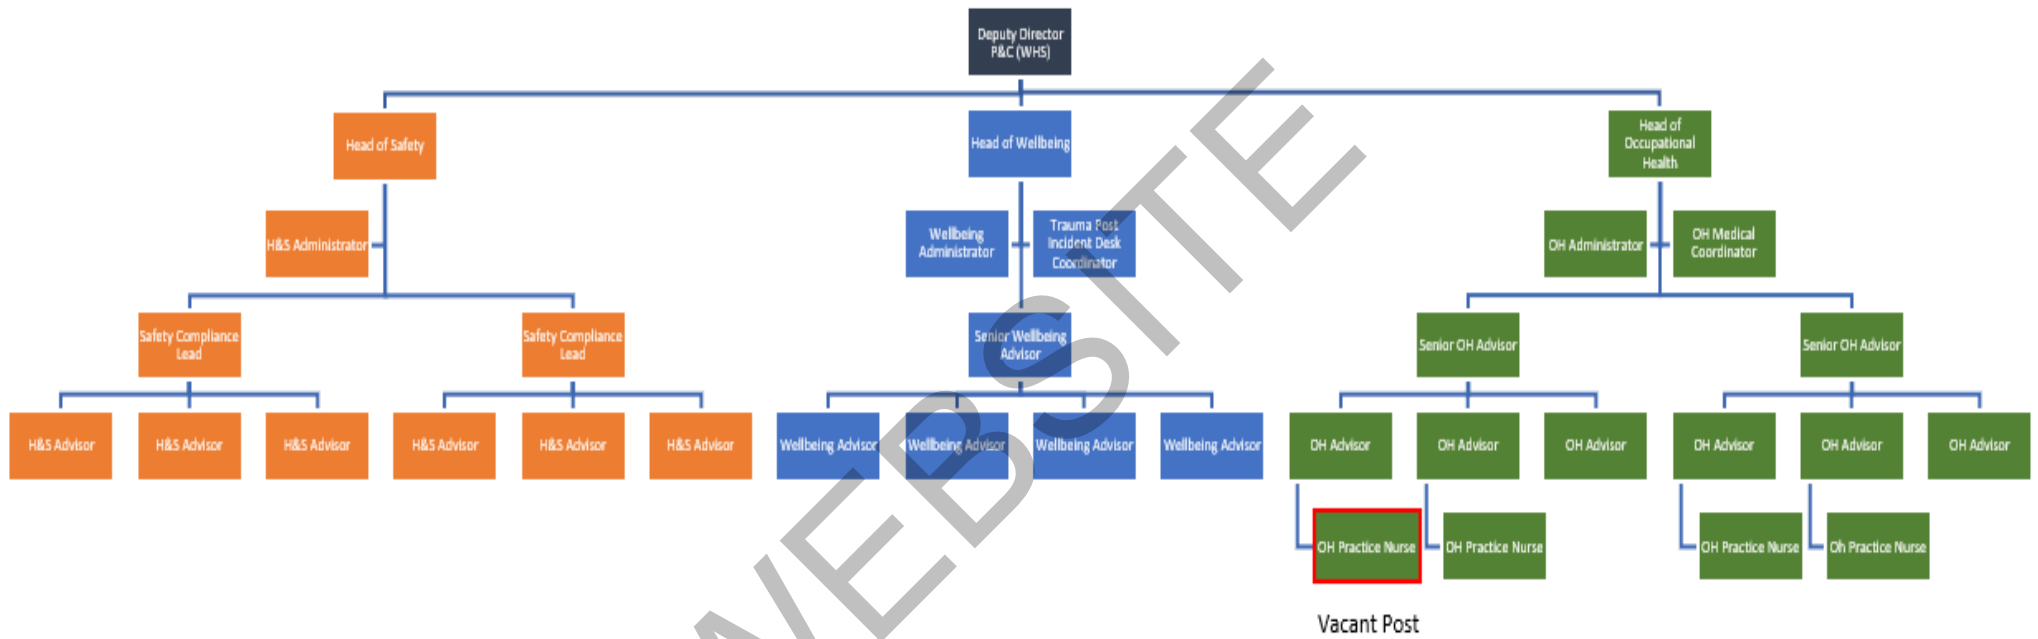 Deputy Director
P&C (WHS)
Head of Safety
Head of Wellbeing
Head of
Occupational
Health
H&S Administrator
Wellbeing
Administrator
Trauma Post
Incident Desk
Coordinator
OH Administrator
OH Medical
Coordinator
Safety Compliance
Lead
Safety Compliance
Lead
Senior Wellbeing
Advisor
Senior OH Advisor
Senior OH Advisor
H&S Advisor
H&S Advisor
H&S Advisor
H&S Advisor
H&S Advisor
H&S Advisor
Wellbeing Advisor
Wellbeing Advisor
Wellbeing Advisor
Wellbeing Advisor
OH Advisor
OH Advisor
OH Advisor
OH Advisor
OH Advisor
OH Advisor
OH Practice Nurse
OH Practice Nurse
OH Practice Nurse
Oh Practice Nurse
Vacant Post
WEBSITE